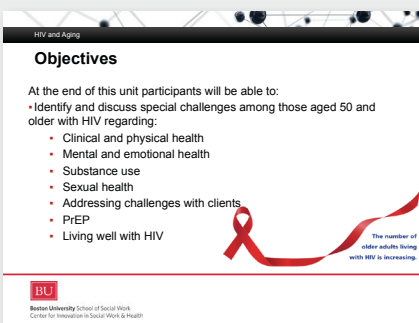 HIV and Aging
Objectives
At the end of this unit participants will be able to:
•Identify and discuss special challenges among those aged 50 and
older with HIV regarding:
• Clinical and physical health
• Mental and emotional health
• Substance use
• Sexual health
• Addressing challenges with clients
• PrEP
• Living well with HIV
The number of
older adults living
with HIV is increasing.
BU
Boston University School of Social Work
Center for Innovation in Social Work & Health